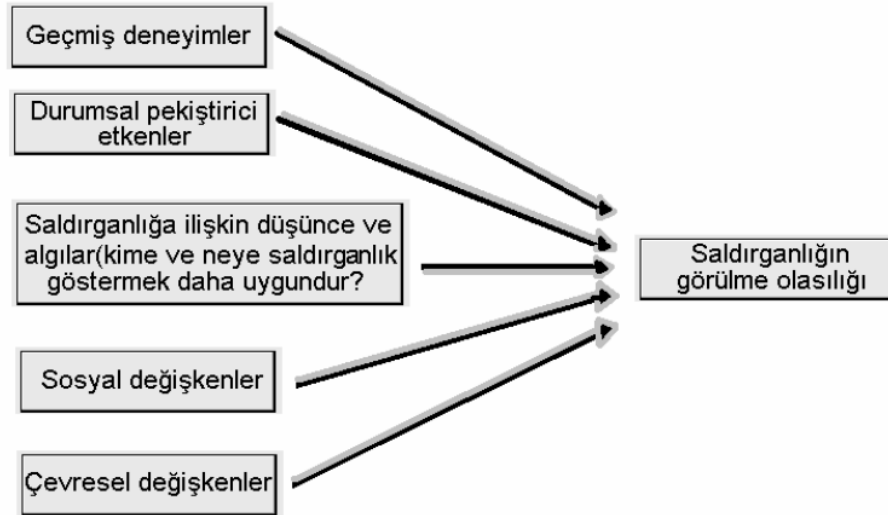 Geçmiş deneyimler
Durumsal pekiştirici
etkenler
Saldırganlığa ilişkin düşünce ve
algılar(kime ve neye saldırganlık
göstermek daha uygundur?
Saldırganlığın
görülme olasılığı
Sosyal değişkenler
Çevresel değişkenler